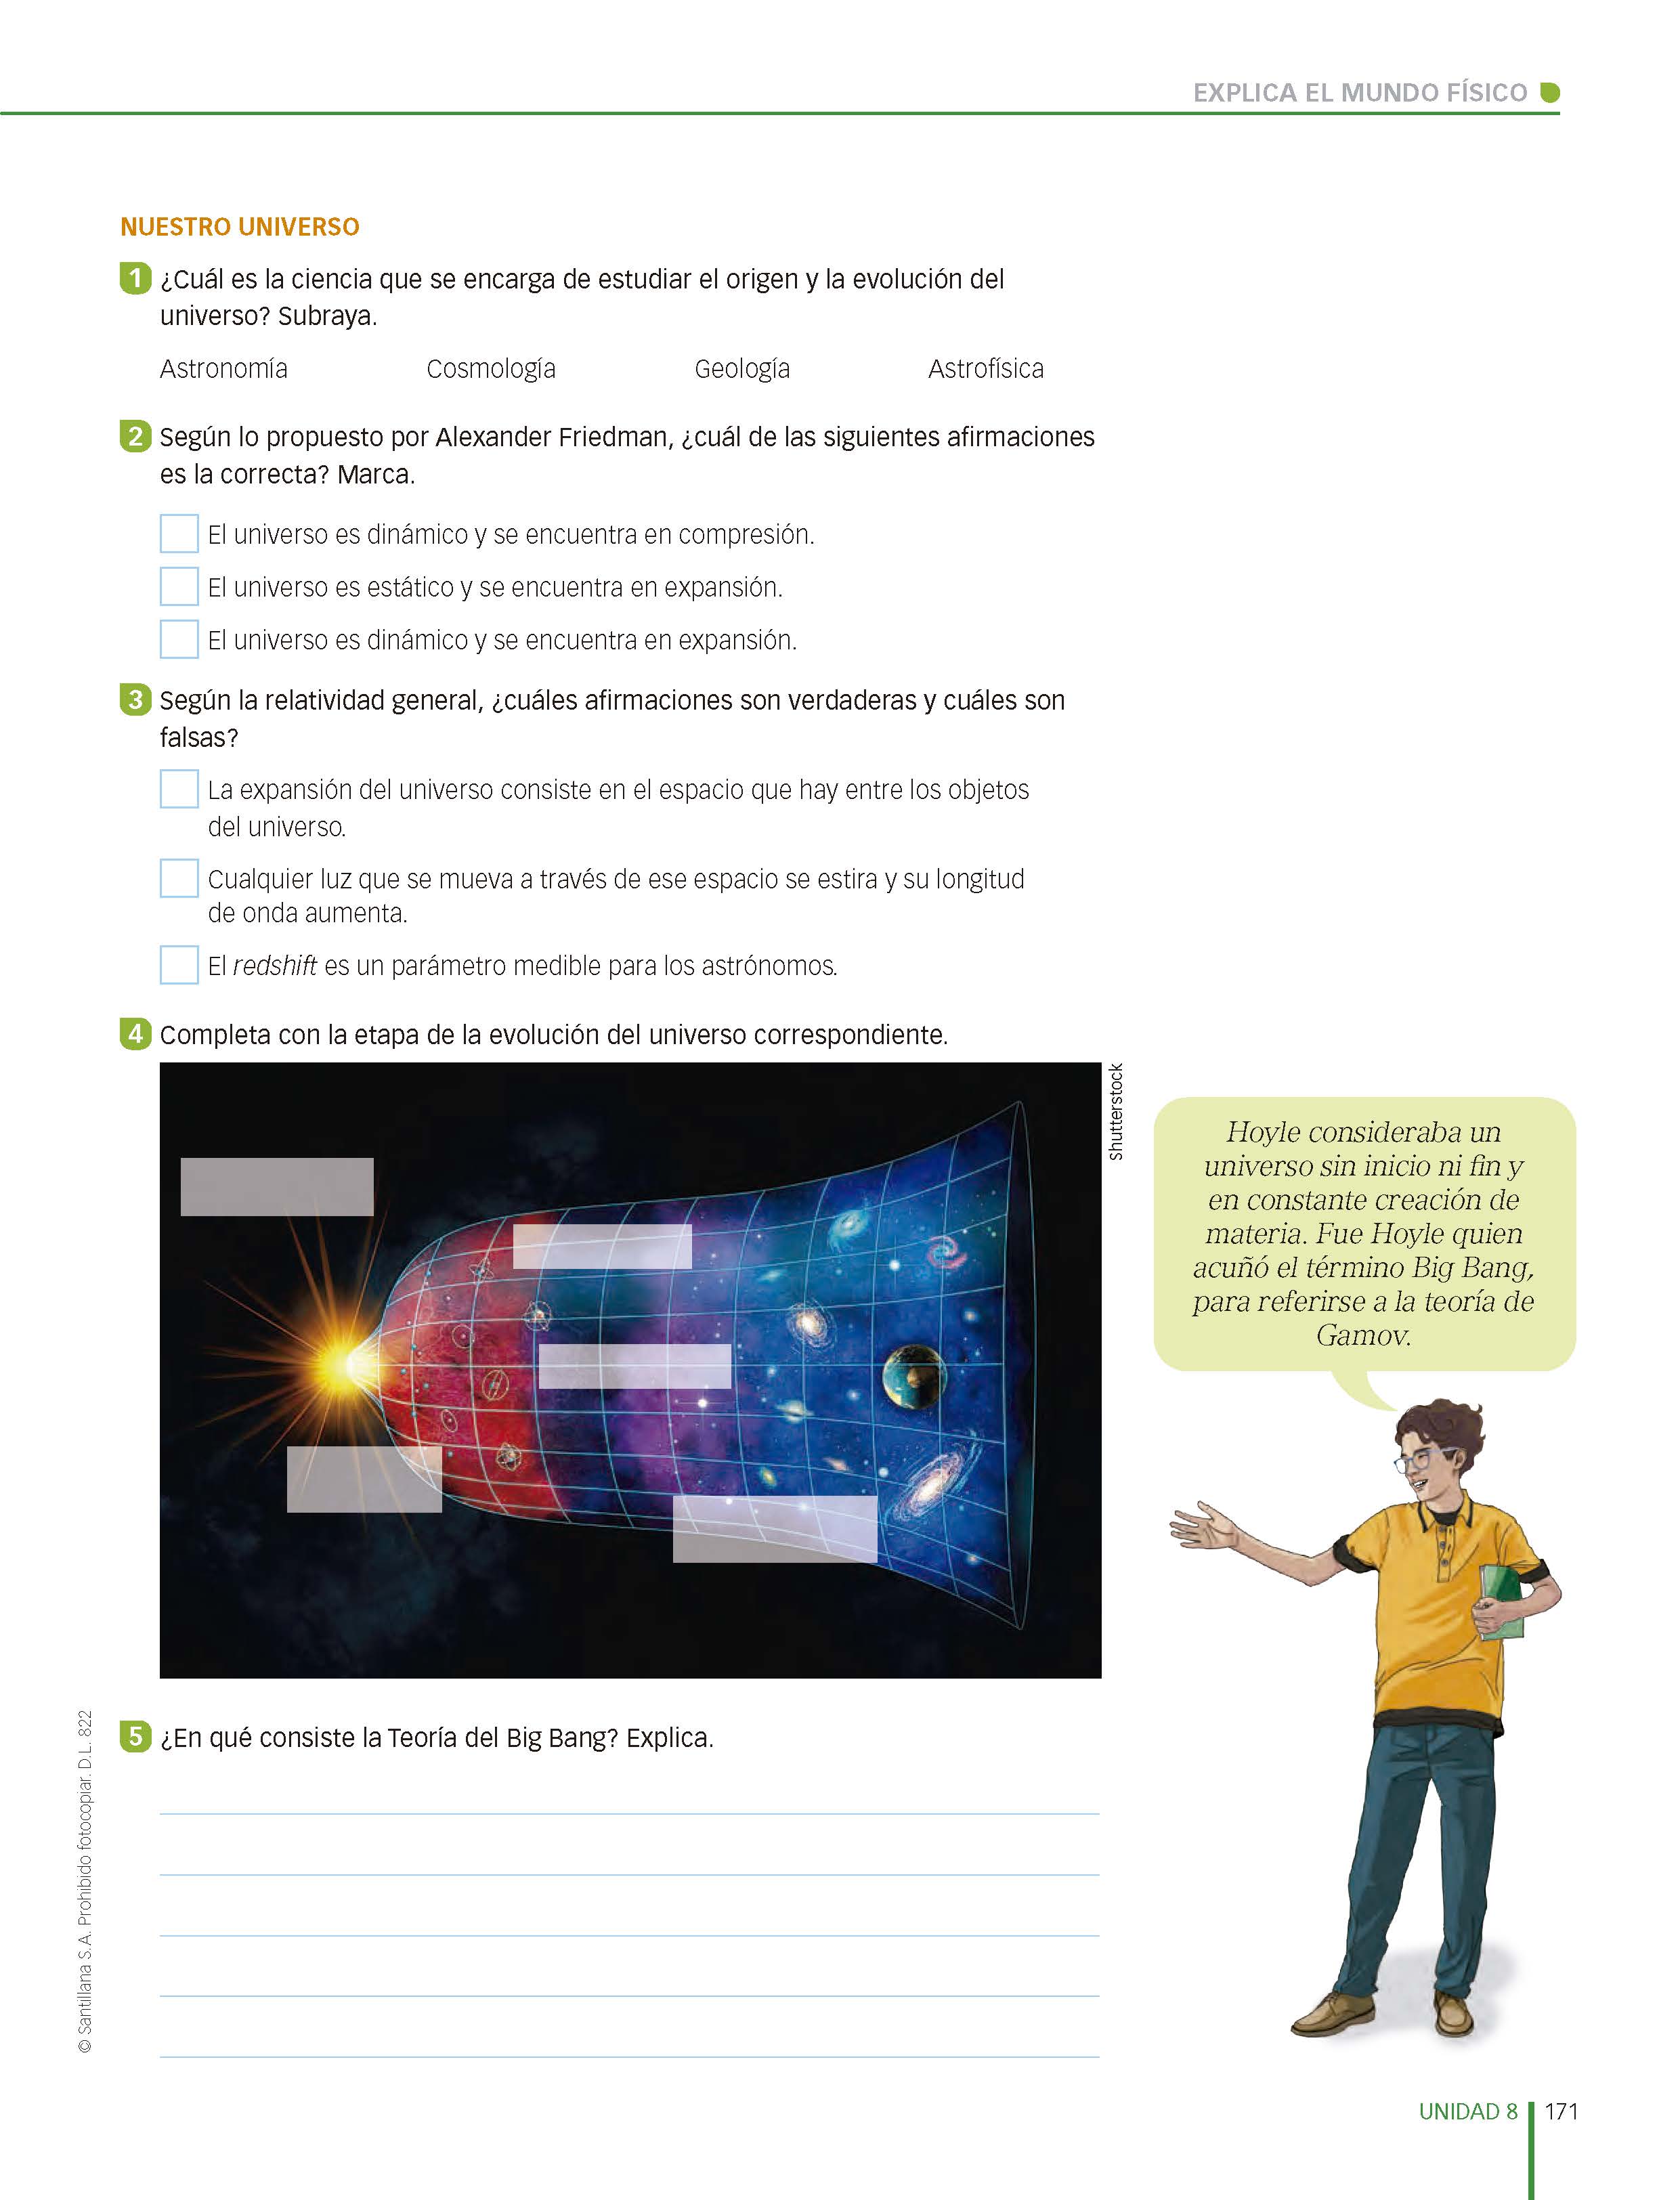 EXPLICA EL MUNDO FÍSICO
NUESTRO UNIVERSO
1 ¿Cuál es la ciencia que se encarga de estudiar el origen y la evolución del
universo? Subraya.
Astronomía Cosmología Geología Astrofísica
2 Según lo propuesto por Alexander Friedman, ¿cuál de las siguientes afirmaciones
es la correcta? Marca.
El universo es dinámico y se encuentra en compresión.
El universo es estático y se encuentra en expansión.
El universo es dinámico y se encuentra en expansión.
3 Según la relatividad general, ¿cuáles afirmaciones son verdaderas y cuáles son
falsas?
La expansión del universo consiste en el espacio que hay entre los objetos
del universo.
Cualquier luz que se mueva a través de ese espacio se estira y su longitud
de onda aumenta.
El redshift es un parámetro medible para los astrónomos.
4 Completa con la etapa de la evolución del universo correspondiente.
Shutterstock
Hoyle consideraba un
universo sin inicio ni fin y
en constante creación de
materia. Fue Hoyle quien
acuñó el término Big Bang,
para referirse a la teoría de
Gamov.
5 ¿En qué consiste la Teoría del Big Bang? Explica.
© Santillana S.A. Prohibido fotocopiar. D.L. 822
UNIDAD 8 171